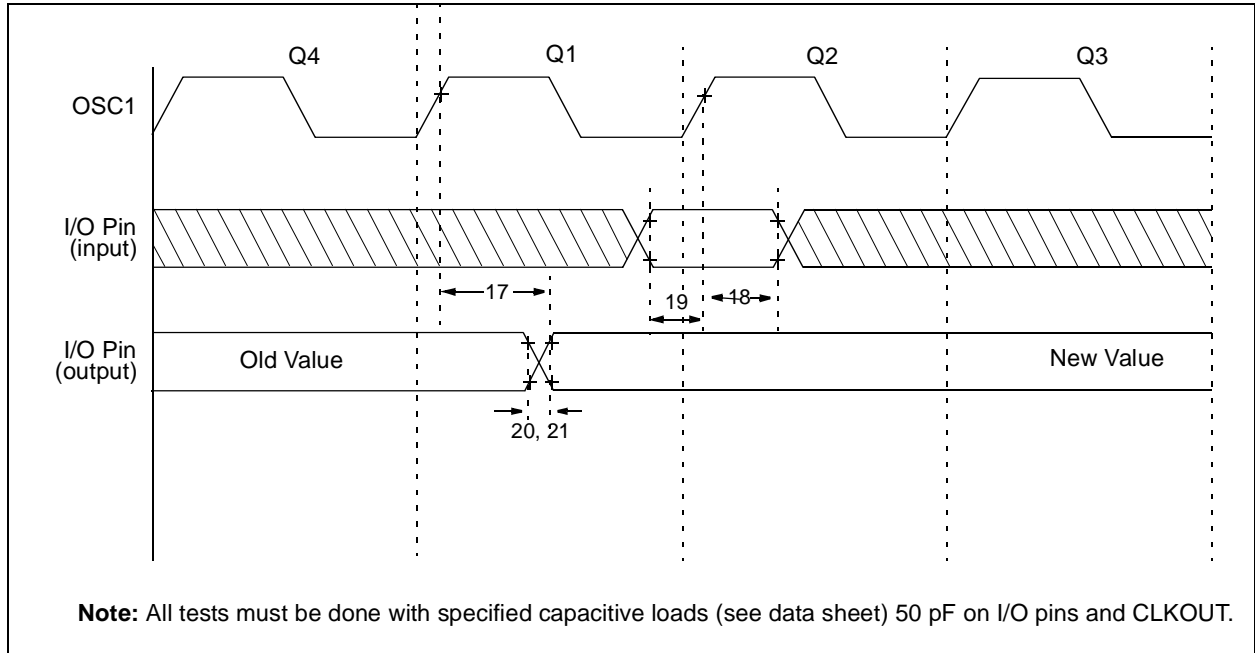 Q4 Q1 Q2 Q3
OSC1
I/O Pin
(input)
17
19 18
I/O Pin
(output)
Old Value New Value
20, 21
Note: All tests must be done with specified capacitive loads (see data sheet) 50 pF on I/O pins and CLKOUT.